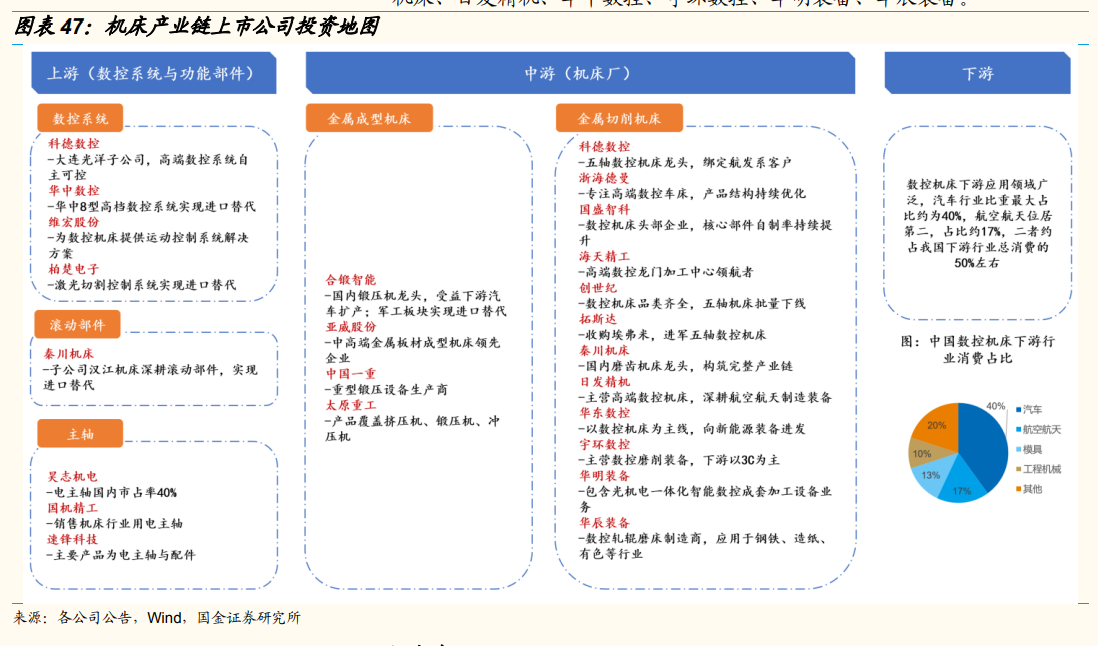 图表 47：机床产业链上市公司投资地图
上游（数控系统与功能部件）
数控系统
科德数控
-大连光洋子公司，高端数控系统自
主可控
华中数控
-华中8型高档数控系统实现进口替代
维宏股份
-为数控机床提供运动控制系统解决
方案
柏楚电子
-激光切割控制系统实现进口替代
滚动部件
秦川机床
-子公司汉江机床深耕滚动部件，实现
进口替代
主轴
昊志机电
-电主轴国内市占率40%
国机精工
-销售机床行业用电主轴
速锋科技
-主要产品为电主轴与配件
中游（机床厂）
金属成型机床
合锻智能
-国内锻压机龙头，受益下游汽
车扩产；军工板块实现进口替代
亚威股份
-中高端金属板材成型机床领先
企业
中国一重
-重型锻压设备生产商
太原重工
-产品覆盖挤压机、锻压机、冲
压机
金属切削机床
科德数控
-五轴数控机床龙头，绑定航发系客户
浙海德曼
-专注高端数控车床，产品结构持续优化
国盛智科
-数控机床头部企业，核心部件自制率持续提
升
海天精工
-高端数控龙门加工中心领航者
创世纪
-数控机床品类齐全，五轴机床批量下线
拓斯达
-收购埃弗米，进军五轴数控机床
秦川机床
-国内磨齿机床龙头，构筑完整产业链
日发精机
-主营高端数控机床，深耕航空航天制造装备
华东数控
-以数控机床为主线，向新能源装备进发
宇环数控
-主营数控磨削装备，下游以3C为主
华明装备
-包含光机电一体化智能数控成套加工设备业
务
华辰装备
-数控轧辊磨床制造商，应用于钢铁、造纸、
有色等行业
下游
数控机床下游应用领域广
泛，汽车行业比重最大占
比约为40%，航空航天位居
第二，占比约17%，二者约
占我国下游行业总消费的
50%左右
图：中国数控机床下游行
业消费占比
40%
17%
13%
10%
20%
汽车
航空航天
模具
工程机械
其他
来源：各公司公告，Wind，国金证券研究所